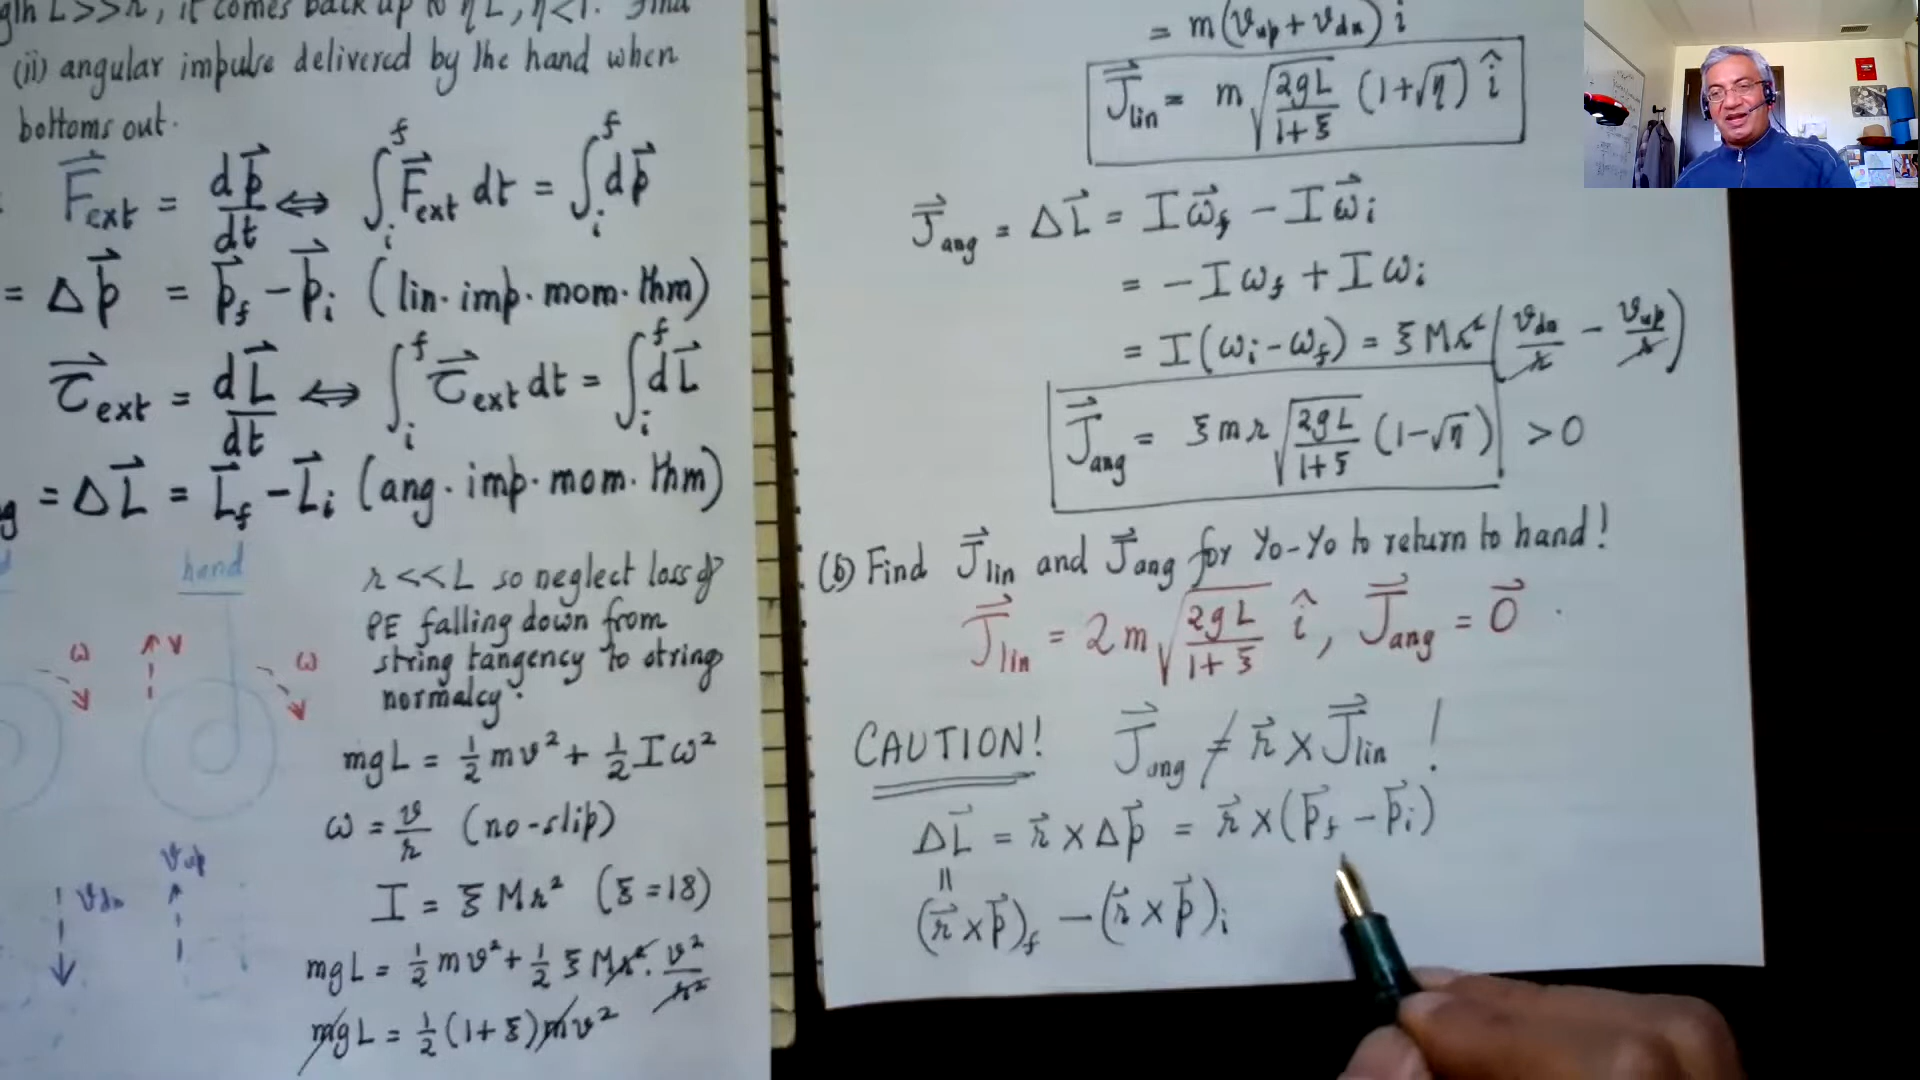 L>>r, it comes back up to ηL, η<1. Find
(ii) angular impulse delivered by the hand when
bottoms out.
F⃗ext = dp⃗/dt ⇔ ∫ᵢᶠ F⃗ext dt = ∫ᵢᶠ dp⃗
= Δp⃗ = p⃗f − p⃗i (lin. imp. mom. thm)
τ⃗ext = dL⃗/dt ⇔ ∫ᵢᶠ τ⃗ext dt = ∫ᵢᶠ dL⃗
= ΔL⃗ = L⃗f − L⃗i (ang. imp. mom. thm)
hand
ω
v
ω
vdn
vup
r<<L so neglect loss of
PE falling down from
string tangency to string
normalcy.
mgL = ½mv² + ½Iω²
ω = v/r (no-slip)
I = ξMr² (ξ=18)
mgL = ½mv² + ½ξMr² · v²/r²
mgL = ½(1+ξ)mv²
= m(vup + vdn) i
J⃗lin = m√(2gL/(1+ξ)) (1+√η) î
J⃗ang = ΔL⃗ = Iω⃗f − Iω⃗i
= −Iωf + Iωi
= I(ωi − ωf) = ξMr²(vdn/r − vup/r)
J⃗ang = ξmr√(2gL/(1+ξ)) (1−√η) >0
(b) Find J⃗lin and J⃗ang for Yo-Yo to return to hand!
J⃗lin = 2m√(2gL/(1+ξ)) î, J⃗ang = 0⃗
CAUTION! J⃗ang ≠ r⃗ × J⃗lin !
ΔL⃗ = r⃗ × Δp⃗ = r⃗ × (p⃗f − p⃗i)
=
(r⃗ × p⃗)f − (r⃗ × p⃗)i